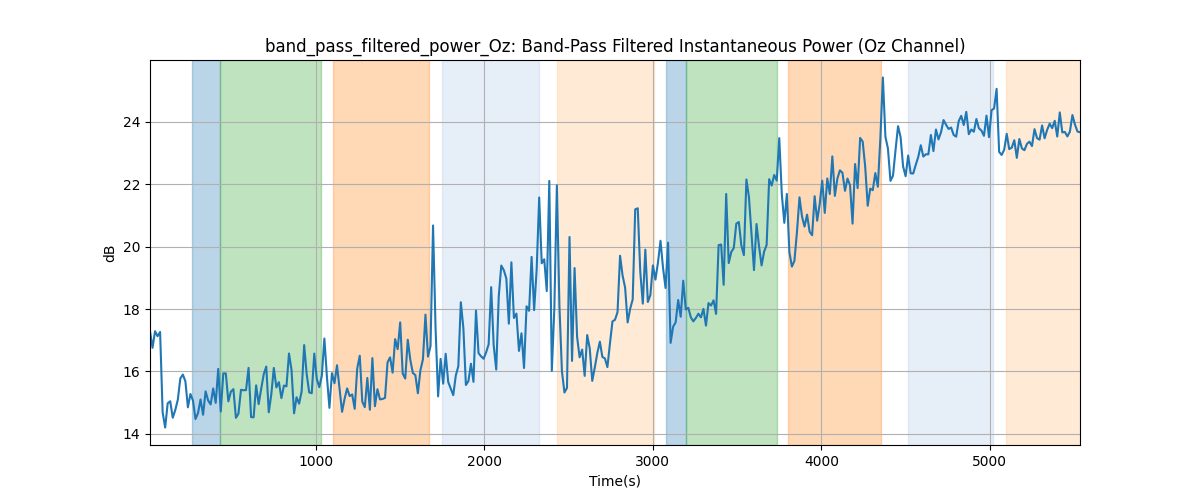 band_pass_filtered_power_Oz: Band-Pass Filtered Instantaneous Power (Oz Channel)
24
22
20
18
16
14
dB
1000 2000 3000 4000 5000
Time(s)